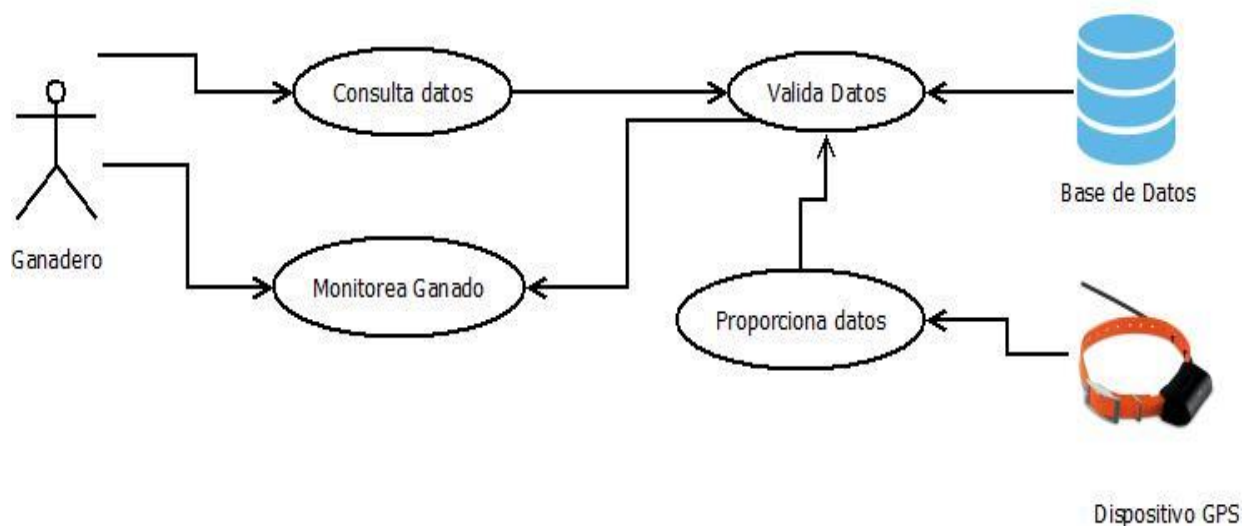 Consulta datos
Valida Datos
Base de Datos
Ganadero
Monitorea Ganado
Proporciona datos
Dispositivo GPS